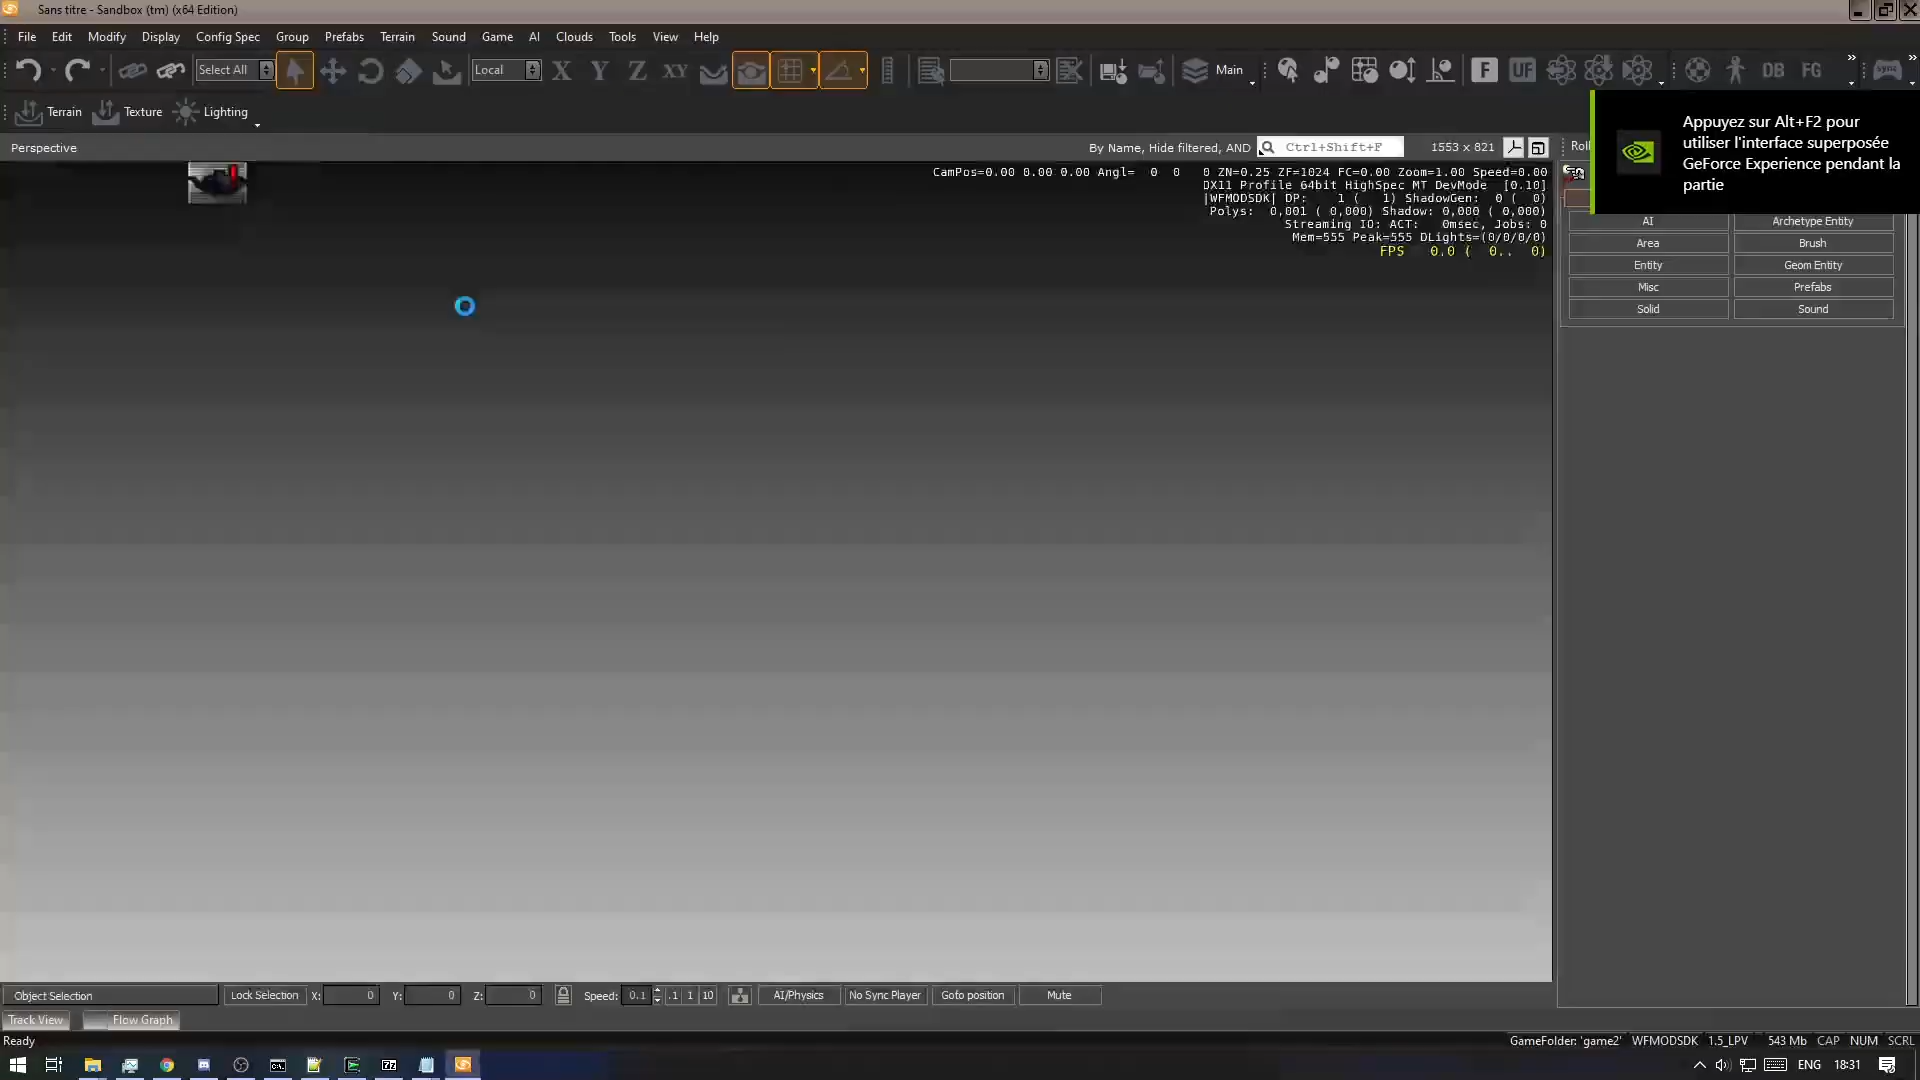 Sans titre - Sandbox (tm) (x64 Edition)
File Edit Modify Display Config Spec Group Prefabs Terrain Sound Game AI Clouds Tools View Help
Select All Local X Y Z XY Main F UF DB FG sync
Terrain Texture Lighting
Appuyez sur Alt+F2 pour
utiliser l'interface superposée
GeForce Experience pendant la
partie
Perspective By Name, Hide filtered, AND Ctrl+Shift+F 1553 x 821 Roll
CamPos=0.00 0.00 0.00 Angl= 0 0 0 ZN=0.25 ZF=1024 FC=0.00 Zoom=1.00 Speed=0.00
DX11 Profile 64bit HighSpec MT DevMode [0.10]
|WFMODSDK| DP: 1 ( 1) ShadowGen: 0 ( 0)
Polys: 0,001 ( 0,000) Shadow: 0,000 ( 0,000)
Streaming IO: ACT: 0msec, Jobs: 0
Mem=555 Peak=555 DLights=(0/0/0/0)
FPS 0.0 ( 0.. 0)
AI Archetype Entity
Area Brush
Entity Geom Entity
Misc Prefabs
Solid Sound
Object Selection Lock Selection X: 0 Y: 0 Z: 0 Speed: 0.1 .1 1 10 AI/Physics No Sync Player Goto position Mute
Track View Flow Graph
Ready GameFolder: 'game2' WFMODSDK 1.5_LPV 543 Mb CAP NUM SCRL
7z ENG 18:31